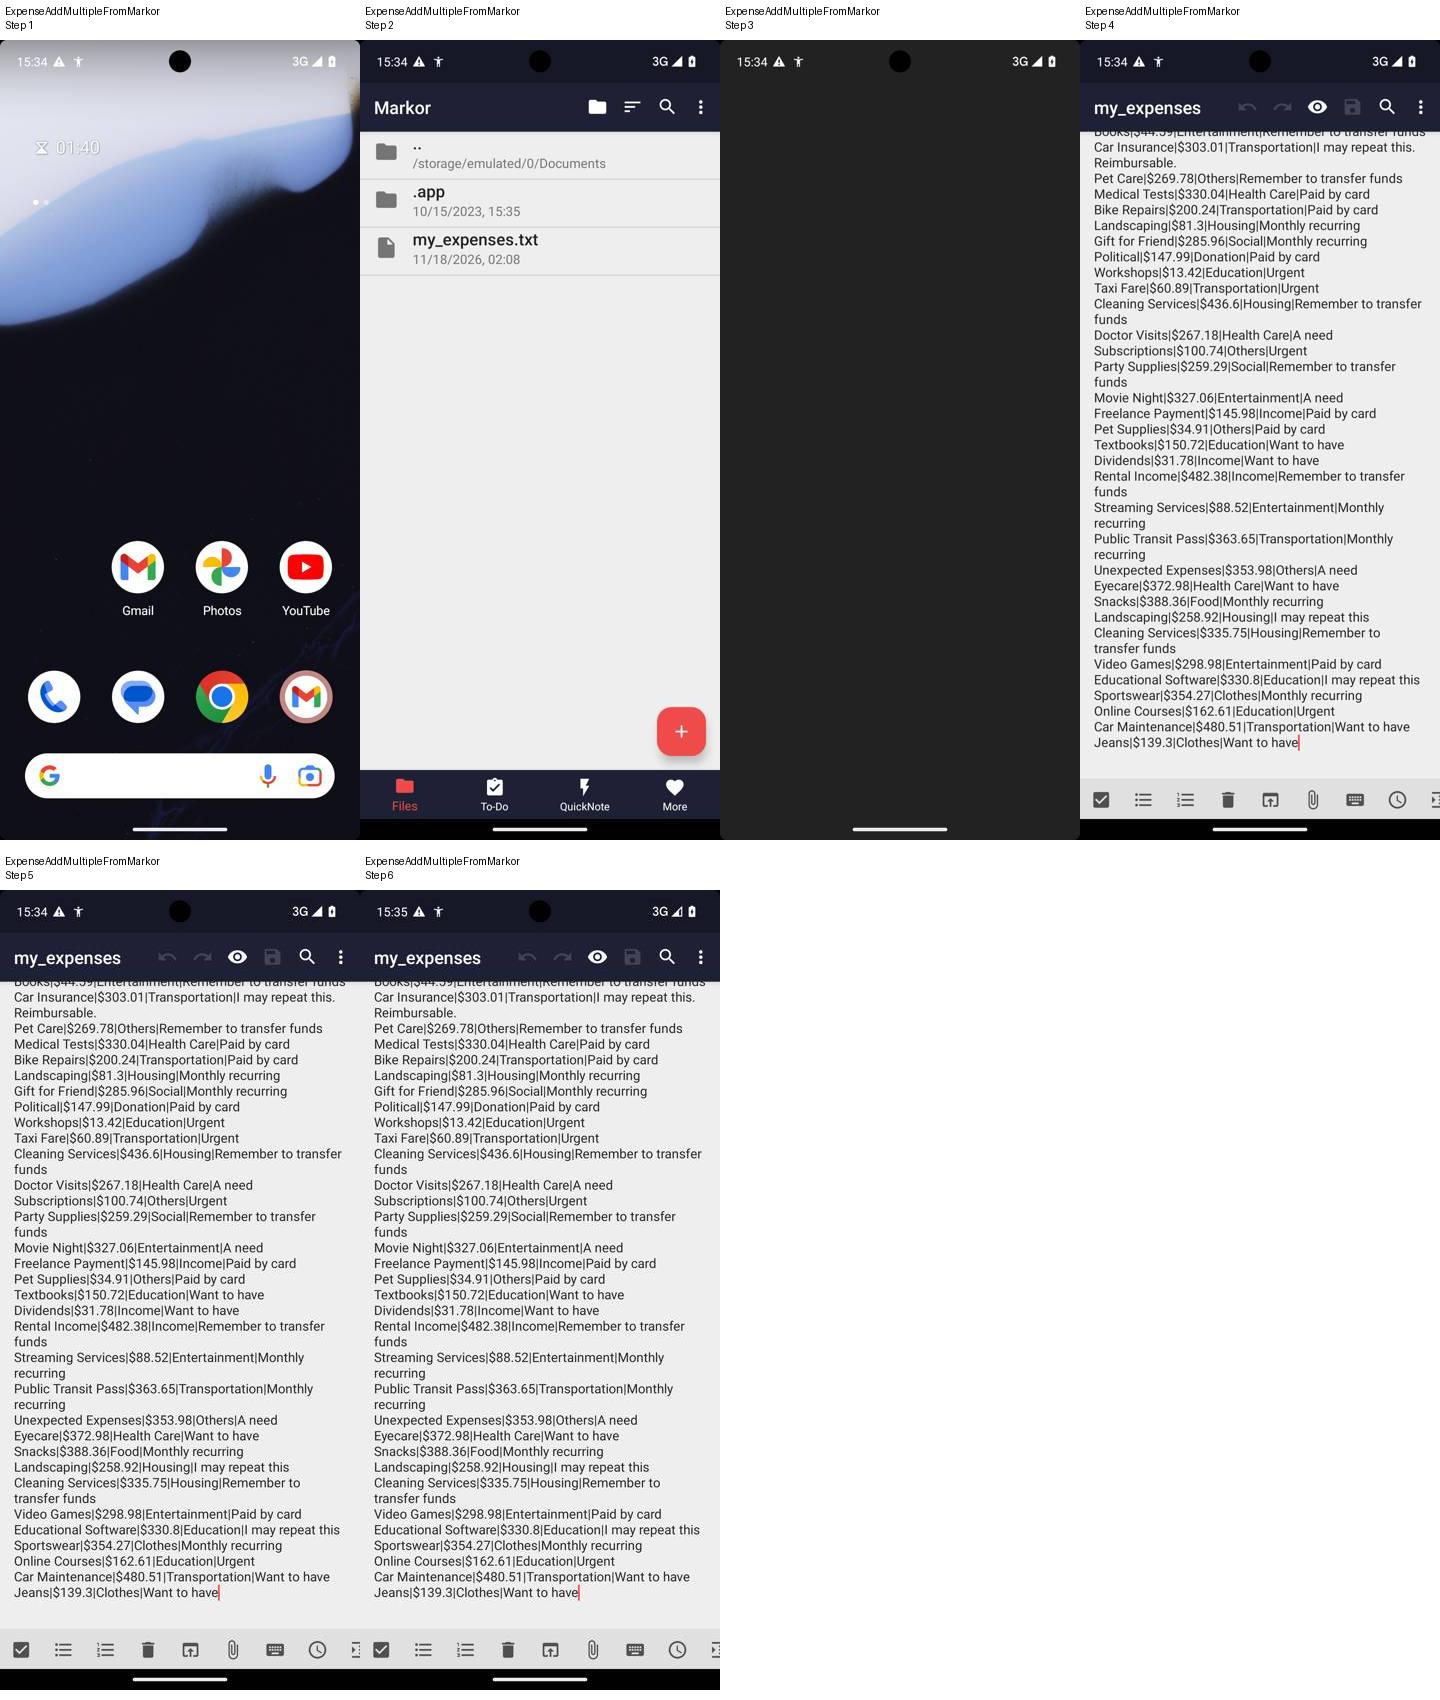 ExpenseAddMultipleFromMarkor
Step 1
15:34
3G
01:40
Gmail
Photos
YouTube
ExpenseAddMultipleFromMarkor
Step 2
15:34
3G
Markor
..
/storage/emulated/0/Documents
.app
10/15/2023, 15:35
my_expenses.txt
11/18/2026, 02:08
Files
To-Do
QuickNote
More
ExpenseAddMultipleFromMarkor
Step 3
15:34
3G
ExpenseAddMultipleFromMarkor
Step 4
15:34
3G
my_expenses
Books|$44.59|Entertainment|Remember to transfer funds
Car Insurance|$303.01|Transportation|I may repeat this.
Reimbursable.
Pet Care|$269.78|Others|Remember to transfer funds
Medical Tests|$330.04|Health Care|Paid by card
Bike Repairs|$200.24|Transportation|Paid by card
Landscaping|$81.3|Housing|Monthly recurring
Gift for Friend|$285.96|Social|Monthly recurring
Political|$147.99|Donation|Paid by card
Workshops|$13.42|Education|Urgent
Taxi Fare|$60.89|Transportation|Urgent
Cleaning Services|$436.6|Housing|Remember to transfer
funds
Doctor Visits|$267.18|Health Care|A need
Subscriptions|$100.74|Others|Urgent
Party Supplies|$259.29|Social|Remember to transfer
funds
Movie Night|$327.06|Entertainment|A need
Freelance Payment|$145.98|Income|Paid by card
Pet Supplies|$34.91|Others|Paid by card
Textbooks|$150.72|Education|Want to have
Dividends|$31.78|Income|Want to have
Rental Income|$482.38|Income|Remember to transfer
funds
Streaming Services|$88.52|Entertainment|Monthly
recurring
Public Transit Pass|$363.65|Transportation|Monthly
recurring
Unexpected Expenses|$353.98|Others|A need
Eyecare|$372.98|Health Care|Want to have
Snacks|$388.36|Food|Monthly recurring
Landscaping|$258.92|Housing|I may repeat this
Cleaning Services|$335.75|Housing|Remember to
transfer funds
Video Games|$298.98|Entertainment|Paid by card
Educational Software|$330.8|Education|I may repeat this
Sportswear|$354.27|Clothes|Monthly recurring
Online Courses|$162.61|Education|Urgent
Car Maintenance|$480.51|Transportation|Want to have
Jeans|$139.3|Clothes|Want to have
ExpenseAddMultipleFromMarkor
Step 5
15:34
3G
my_expenses
Books|$44.59|Entertainment|Remember to transfer funds
Car Insurance|$303.01|Transportation|I may repeat this.
Reimbursable.
Pet Care|$269.78|Others|Remember to transfer funds
Medical Tests|$330.04|Health Care|Paid by card
Bike Repairs|$200.24|Transportation|Paid by card
Landscaping|$81.3|Housing|Monthly recurring
Gift for Friend|$285.96|Social|Monthly recurring
Political|$147.99|Donation|Paid by card
Workshops|$13.42|Education|Urgent
Taxi Fare|$60.89|Transportation|Urgent
Cleaning Services|$436.6|Housing|Remember to transfer
funds
Doctor Visits|$267.18|Health Care|A need
Subscriptions|$100.74|Others|Urgent
Party Supplies|$259.29|Social|Remember to transfer
funds
Movie Night|$327.06|Entertainment|A need
Freelance Payment|$145.98|Income|Paid by card
Pet Supplies|$34.91|Others|Paid by card
Textbooks|$150.72|Education|Want to have
Dividends|$31.78|Income|Want to have
Rental Income|$482.38|Income|Remember to transfer
funds
Streaming Services|$88.52|Entertainment|Monthly
recurring
Public Transit Pass|$363.65|Transportation|Monthly
recurring
Unexpected Expenses|$353.98|Others|A need
Eyecare|$372.98|Health Care|Want to have
Snacks|$388.36|Food|Monthly recurring
Landscaping|$258.92|Housing|I may repeat this
Cleaning Services|$335.75|Housing|Remember to
transfer funds
Video Games|$298.98|Entertainment|Paid by card
Educational Software|$330.8|Education|I may repeat this
Sportswear|$354.27|Clothes|Monthly recurring
Online Courses|$162.61|Education|Urgent
Car Maintenance|$480.51|Transportation|Want to have
Jeans|$139.3|Clothes|Want to have
ExpenseAddMultipleFromMarkor
Step 6
15:35
3G
my_expenses
Books|$44.59|Entertainment|Remember to transfer funds
Car Insurance|$303.01|Transportation|I may repeat this.
Reimbursable.
Pet Care|$269.78|Others|Remember to transfer funds
Medical Tests|$330.04|Health Care|Paid by card
Bike Repairs|$200.24|Transportation|Paid by card
Landscaping|$81.3|Housing|Monthly recurring
Gift for Friend|$285.96|Social|Monthly recurring
Political|$147.99|Donation|Paid by card
Workshops|$13.42|Education|Urgent
Taxi Fare|$60.89|Transportation|Urgent
Cleaning Services|$436.6|Housing|Remember to transfer
funds
Doctor Visits|$267.18|Health Care|A need
Subscriptions|$100.74|Others|Urgent
Party Supplies|$259.29|Social|Remember to transfer
funds
Movie Night|$327.06|Entertainment|A need
Freelance Payment|$145.98|Income|Paid by card
Pet Supplies|$34.91|Others|Paid by card
Textbooks|$150.72|Education|Want to have
Dividends|$31.78|Income|Want to have
Rental Income|$482.38|Income|Remember to transfer
funds
Streaming Services|$88.52|Entertainment|Monthly
recurring
Public Transit Pass|$363.65|Transportation|Monthly
recurring
Unexpected Expenses|$353.98|Others|A need
Eyecare|$372.98|Health Care|Want to have
Snacks|$388.36|Food|Monthly recurring
Landscaping|$258.92|Housing|I may repeat this
Cleaning Services|$335.75|Housing|Remember to
transfer funds
Video Games|$298.98|Entertainment|Paid by card
Educational Software|$330.8|Education|I may repeat this
Sportswear|$354.27|Clothes|Monthly recurring
Online Courses|$162.61|Education|Urgent
Car Maintenance|$480.51|Transportation|Want to have
Jeans|$139.3|Clothes|Want to have